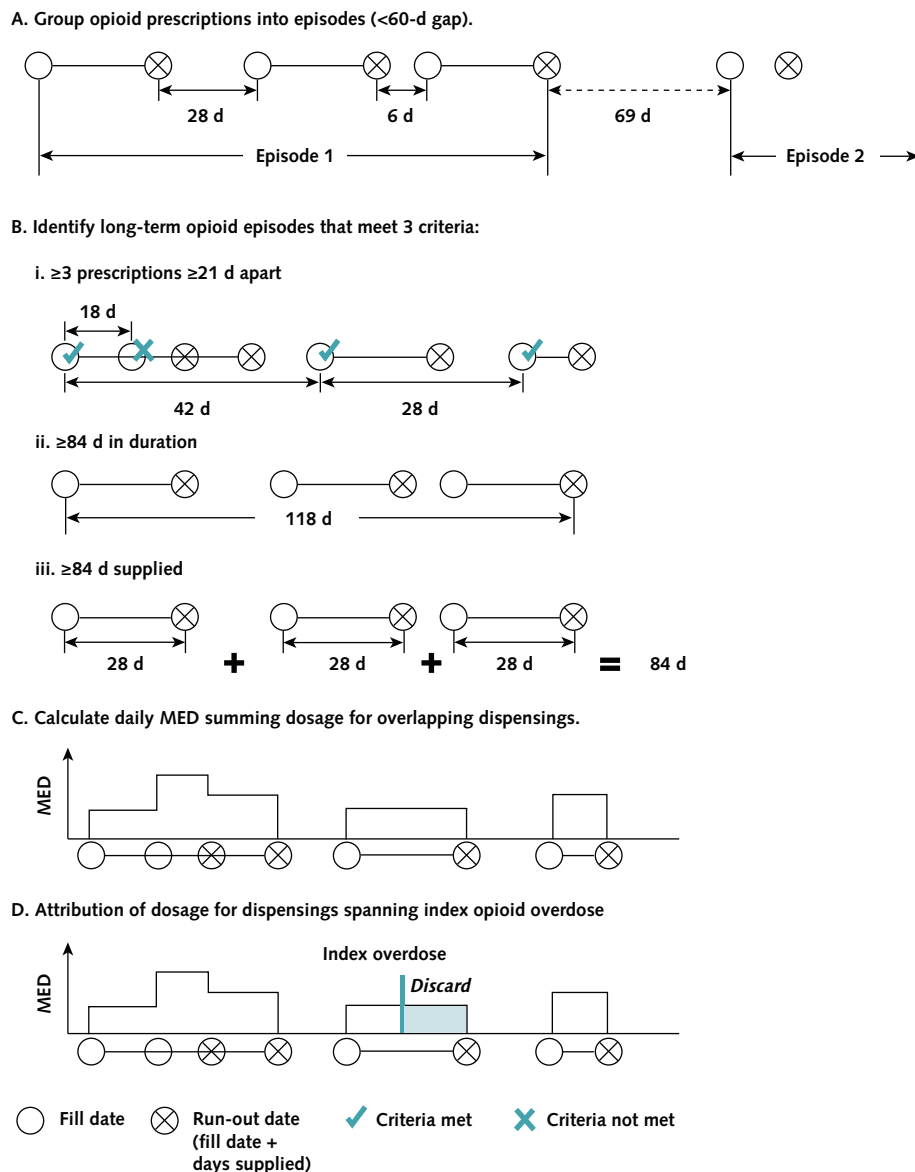 A. Group opioid prescriptions into episodes (<60-d gap).
28 d
6 d
69 d
Episode 1
Episode 2
B. Identify long-term opioid episodes that meet 3 criteria:
i. ≥3 prescriptions ≥21 d apart
18 d
42 d
28 d
ii. ≥84 d in duration
118 d
iii. ≥84 d supplied
28 d + 28 d + 28 d = 84 d
C. Calculate daily MED summing dosage for overlapping dispensings.
MED
D. Attribution of dosage for dispensings spanning index opioid overdose
Index overdose
Discard
MED
Fill date
Run-out date
(fill date +
days supplied)
Criteria met
Criteria not met